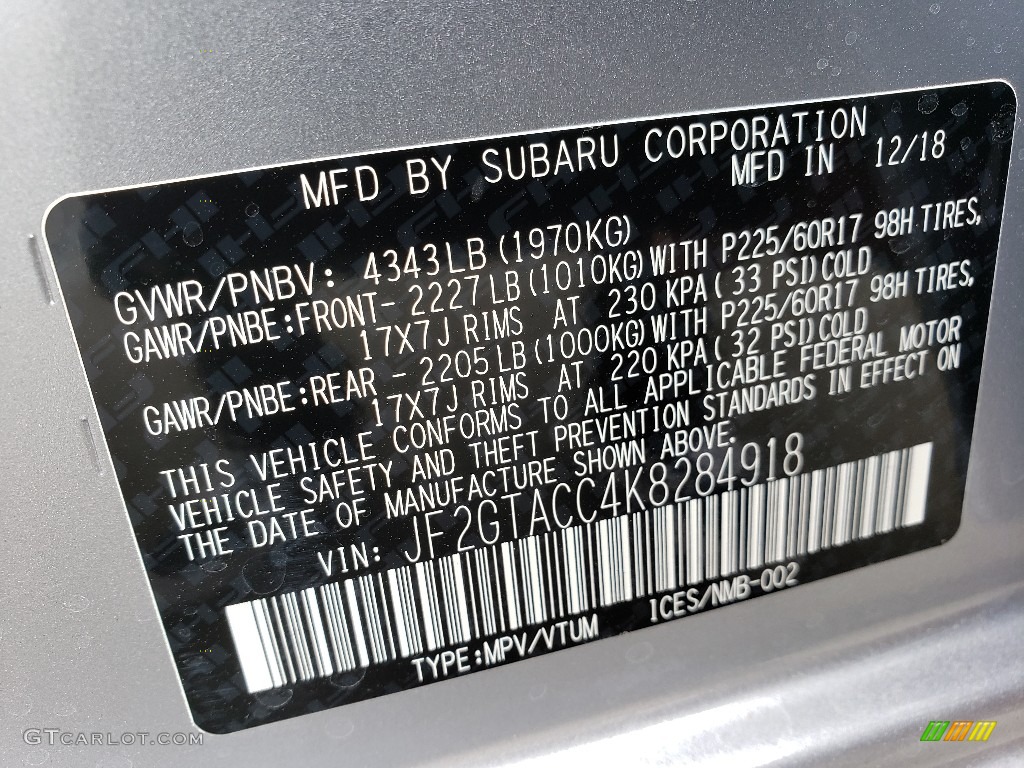 MFD BY SUBARU CORPORATION
MFD IN 12/18
GVWR/PNBV: 4343LB (1970KG)
GAWR/PNBE:FRONT- 2227LB (1010KG) WITH P225/60R17 98H TIRES,
17X7J RIMS AT 230 KPA( 33 PSI) COLD
GAWR/PNBE:REAR - 2205LB (1000KG) WITH P225/60R17 98H TIRES,
17X7J RIMS AT 220 KPA( 32 PSI) COLD
THIS VEHICLE CONFORMS TO ALL APPLICABLE FEDERAL MOTOR
VEHICLE SAFETY AND THEFT PREVENTION STANDARDS IN EFFECT ON
THE DATE OF MANUFACTURE SHOWN ABOVE.
VIN: JF2GTACC4K8284918
TYPE:MPV/VTUM ICES/NMB-002
GTCARLOT.COM